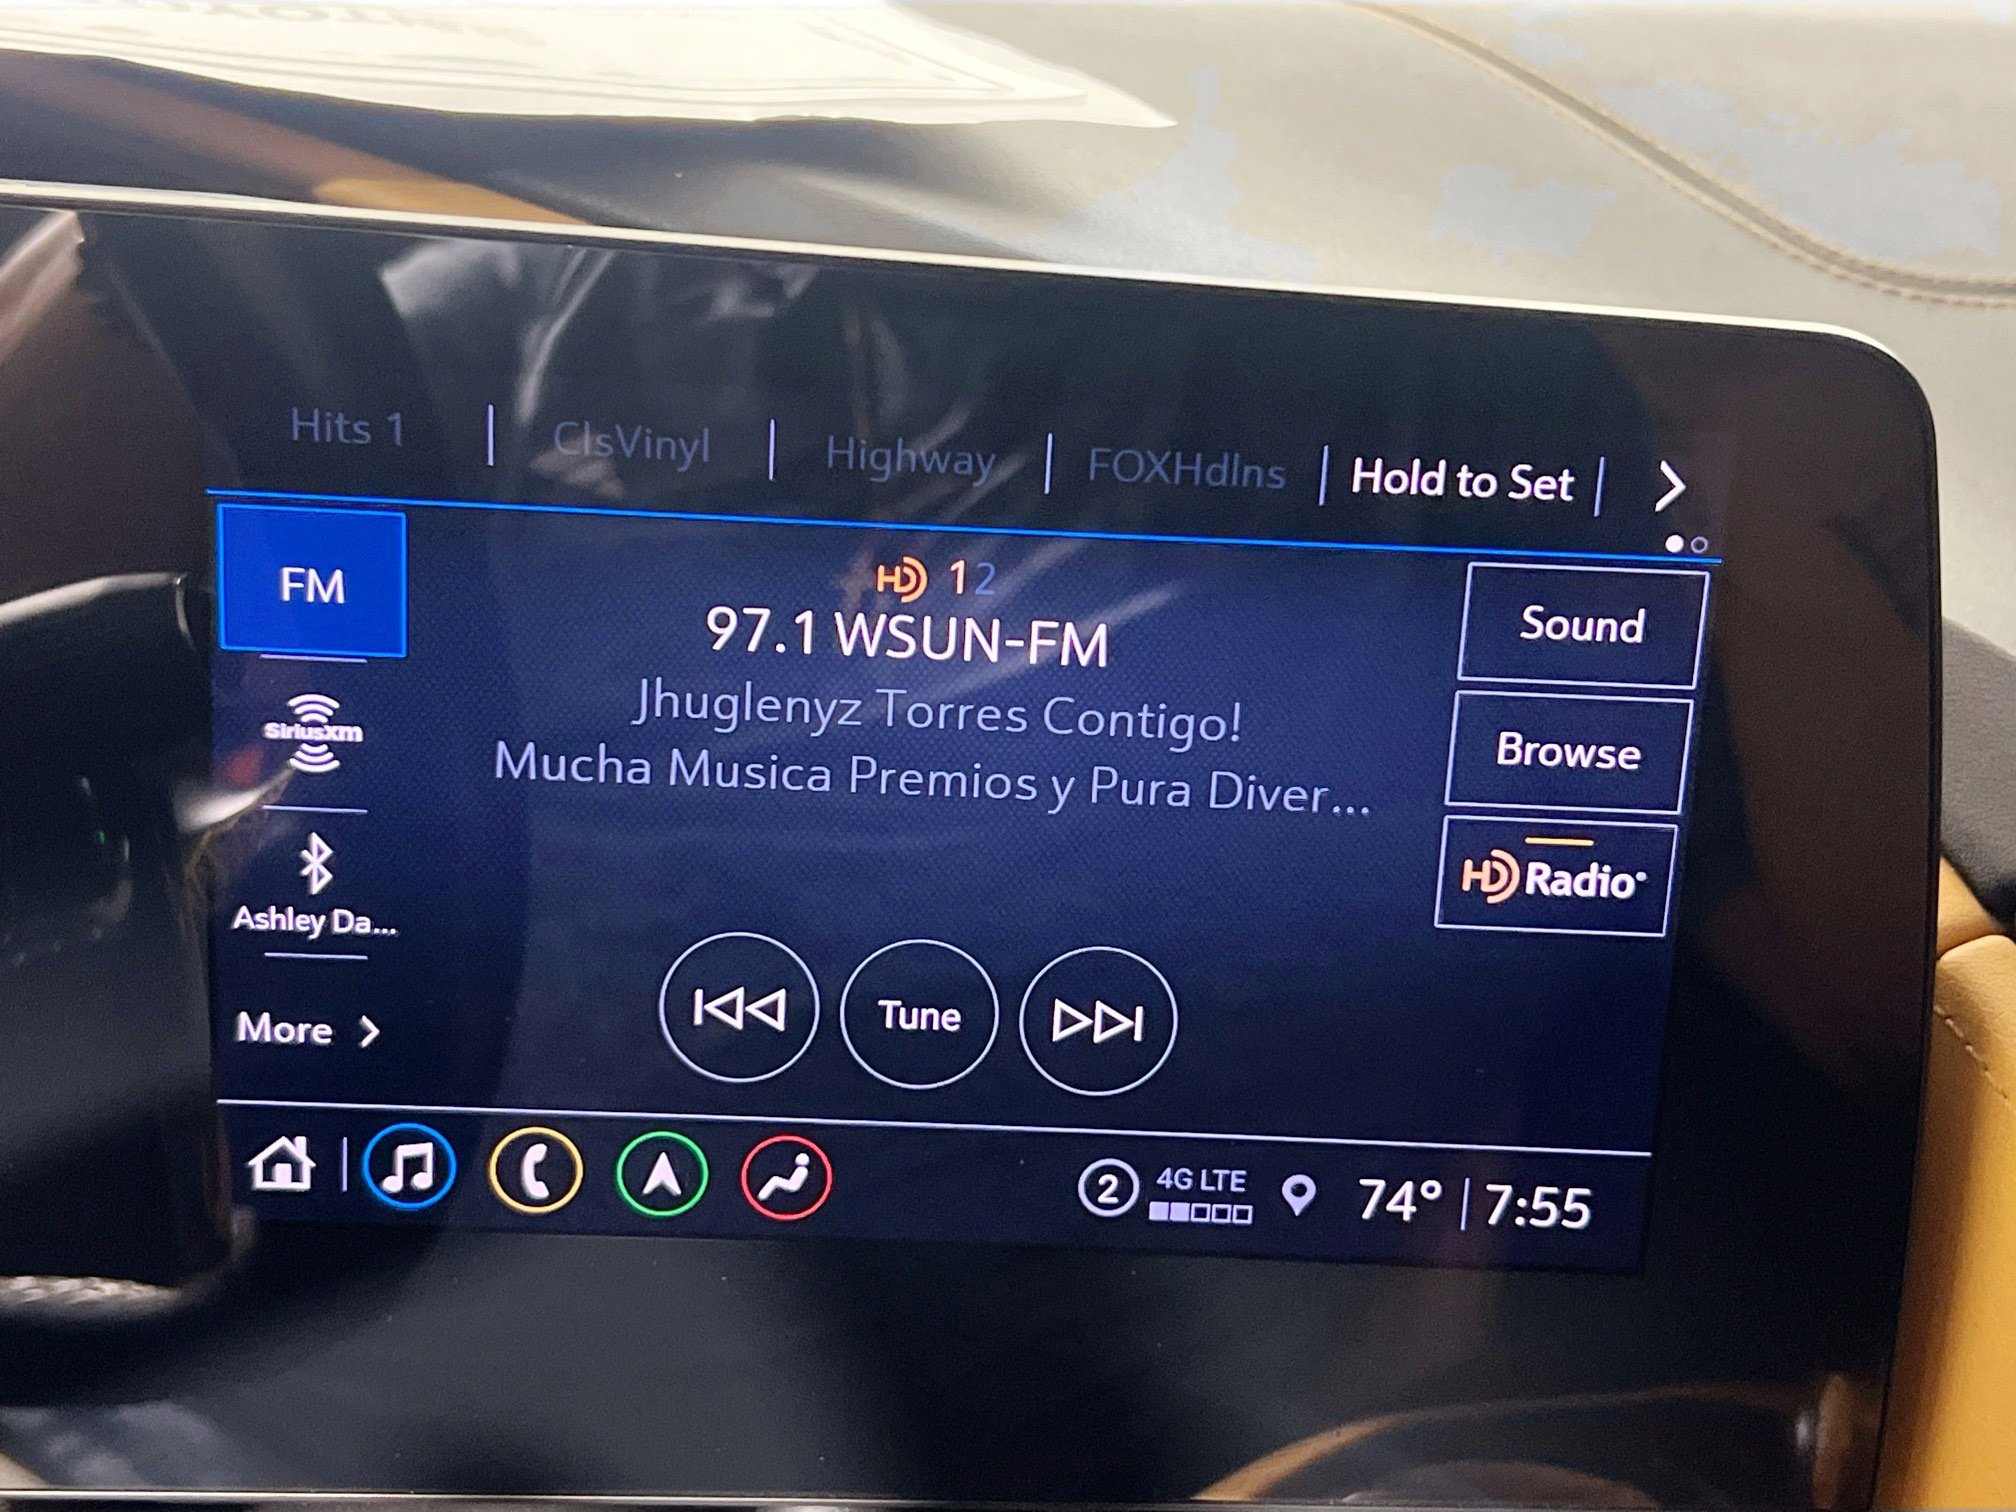 Hits 1 | ClsVinyl | Highway | FOXHdlns | Hold to Set |
FM
HD 1 2
97.1 WSUN-FM
Jhuglenyz Torres Contigo!
Mucha Musica Premios y Pura Diver...
Sound
Browse
HD Radio
siriusxm
Ashley Da...
More
Tune
2 4G LTE 74° | 7:55